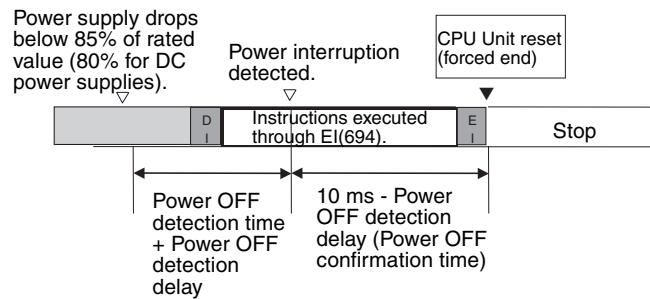 Power supply drops
below 85% of rated
value (80% for DC
power supplies).
Power interruption
detected.
CPU Unit reset
(forced end)
D
I
Instructions executed
through EI(694).
E
I
Stop
Power OFF
detection time
+ Power OFF
detection
delay
10 ms - Power
OFF detection
delay (Power OFF
confirmation time)